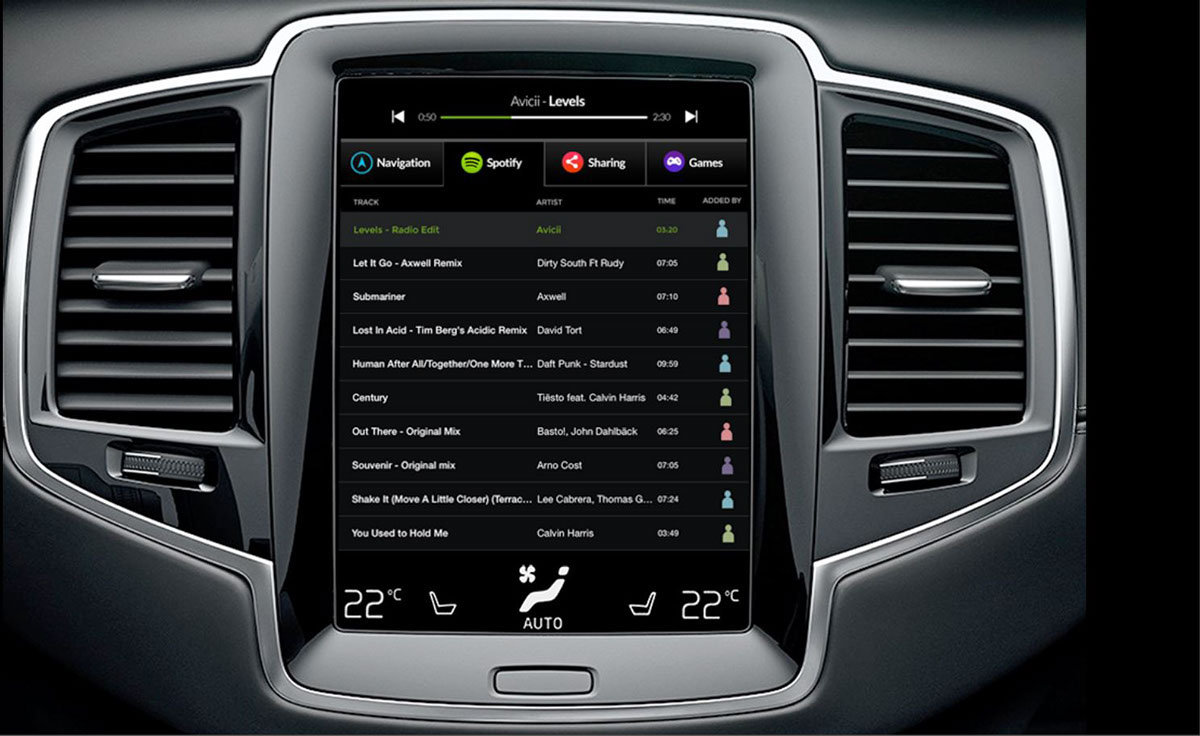 Avicii - Levels
0:50 2:30
Navigation Spotify Sharing Games
TRACK ARTIST TIME ADDED BY
Levels - Radio Edit Avicii 03:20
Let It Go - Axwell Remix Dirty South Ft Rudy 07:05
Submariner Axwell 07:10
Lost In Acid - Tim Berg's Acidic Remix David Tort 06:49
Human After All/Together/One More T... Daft Punk - Stardust 09:59
Century Tiësto feat. Calvin Harris 04:42
Out There - Original Mix Basto!, John Dahlbäck 06:25
Souvenir - Original mix Arno Cost 07:05
Shake It (Move A Little Closer) (Terrac... Lee Cabrera, Thomas G... 07:24
You Used to Hold Me Calvin Harris 03:49
22°C 22°C
AUTO